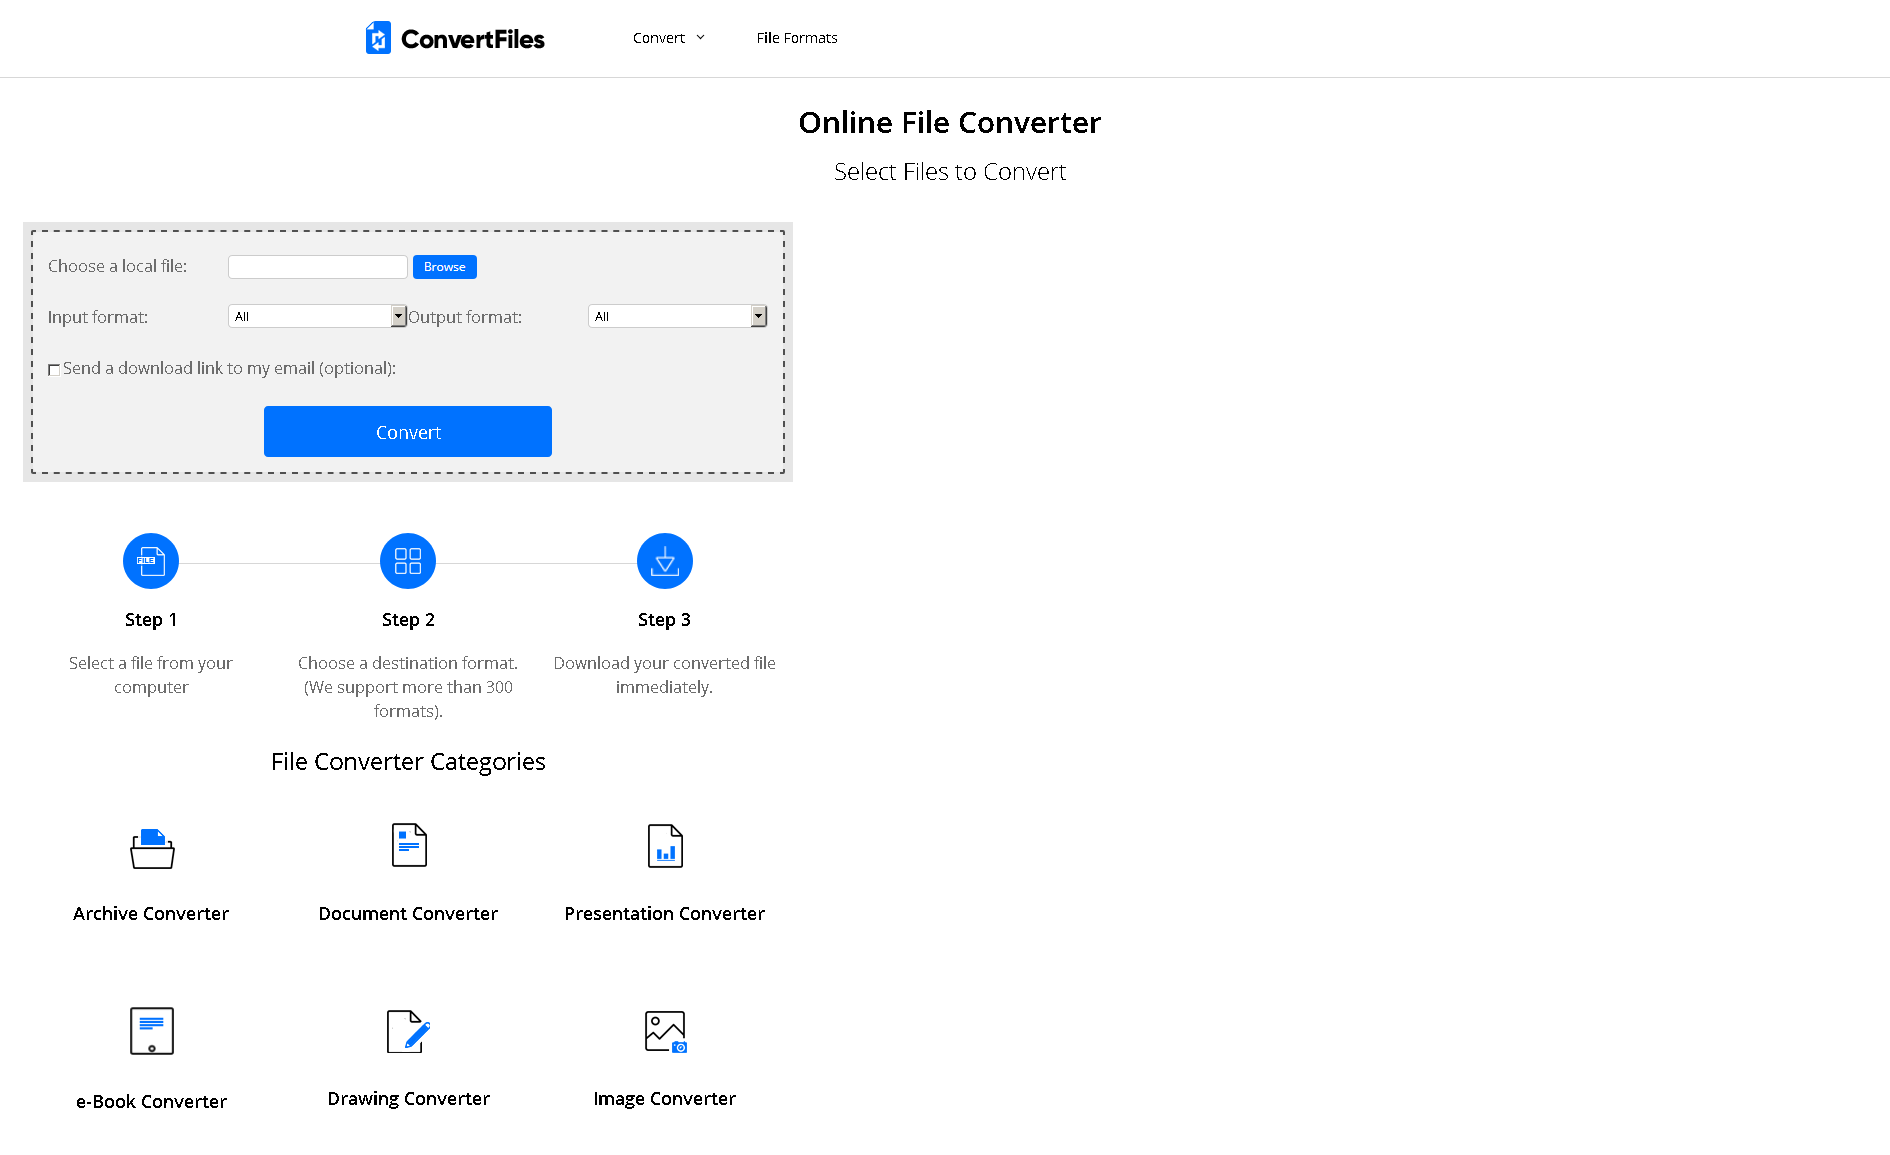 ConvertFiles
Convert
File Formats
Online File Converter
Select Files to Convert
Choose a local file:
Browse
Input format:
All
Output format:
All
Send a download link to my email (optional):
Convert
FILE
Step 1
Step 2
Step 3
Select a file from your
computer
Choose a destination format.
(We support more than 300
formats).
Download your converted file
immediately.
File Converter Categories
Archive Converter
Document Converter
Presentation Converter
e-Book Converter
Drawing Converter
Image Converter